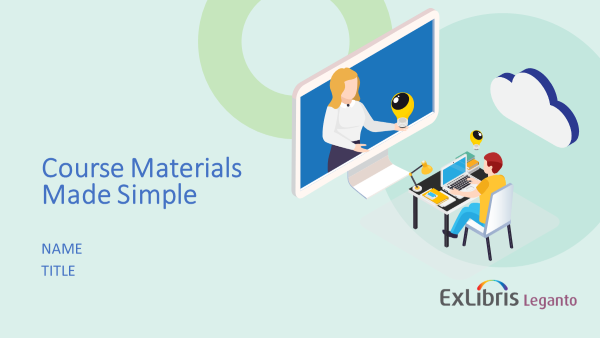 Course Materials
Made Simple
NAME
TITLE
ExLibris Leganto